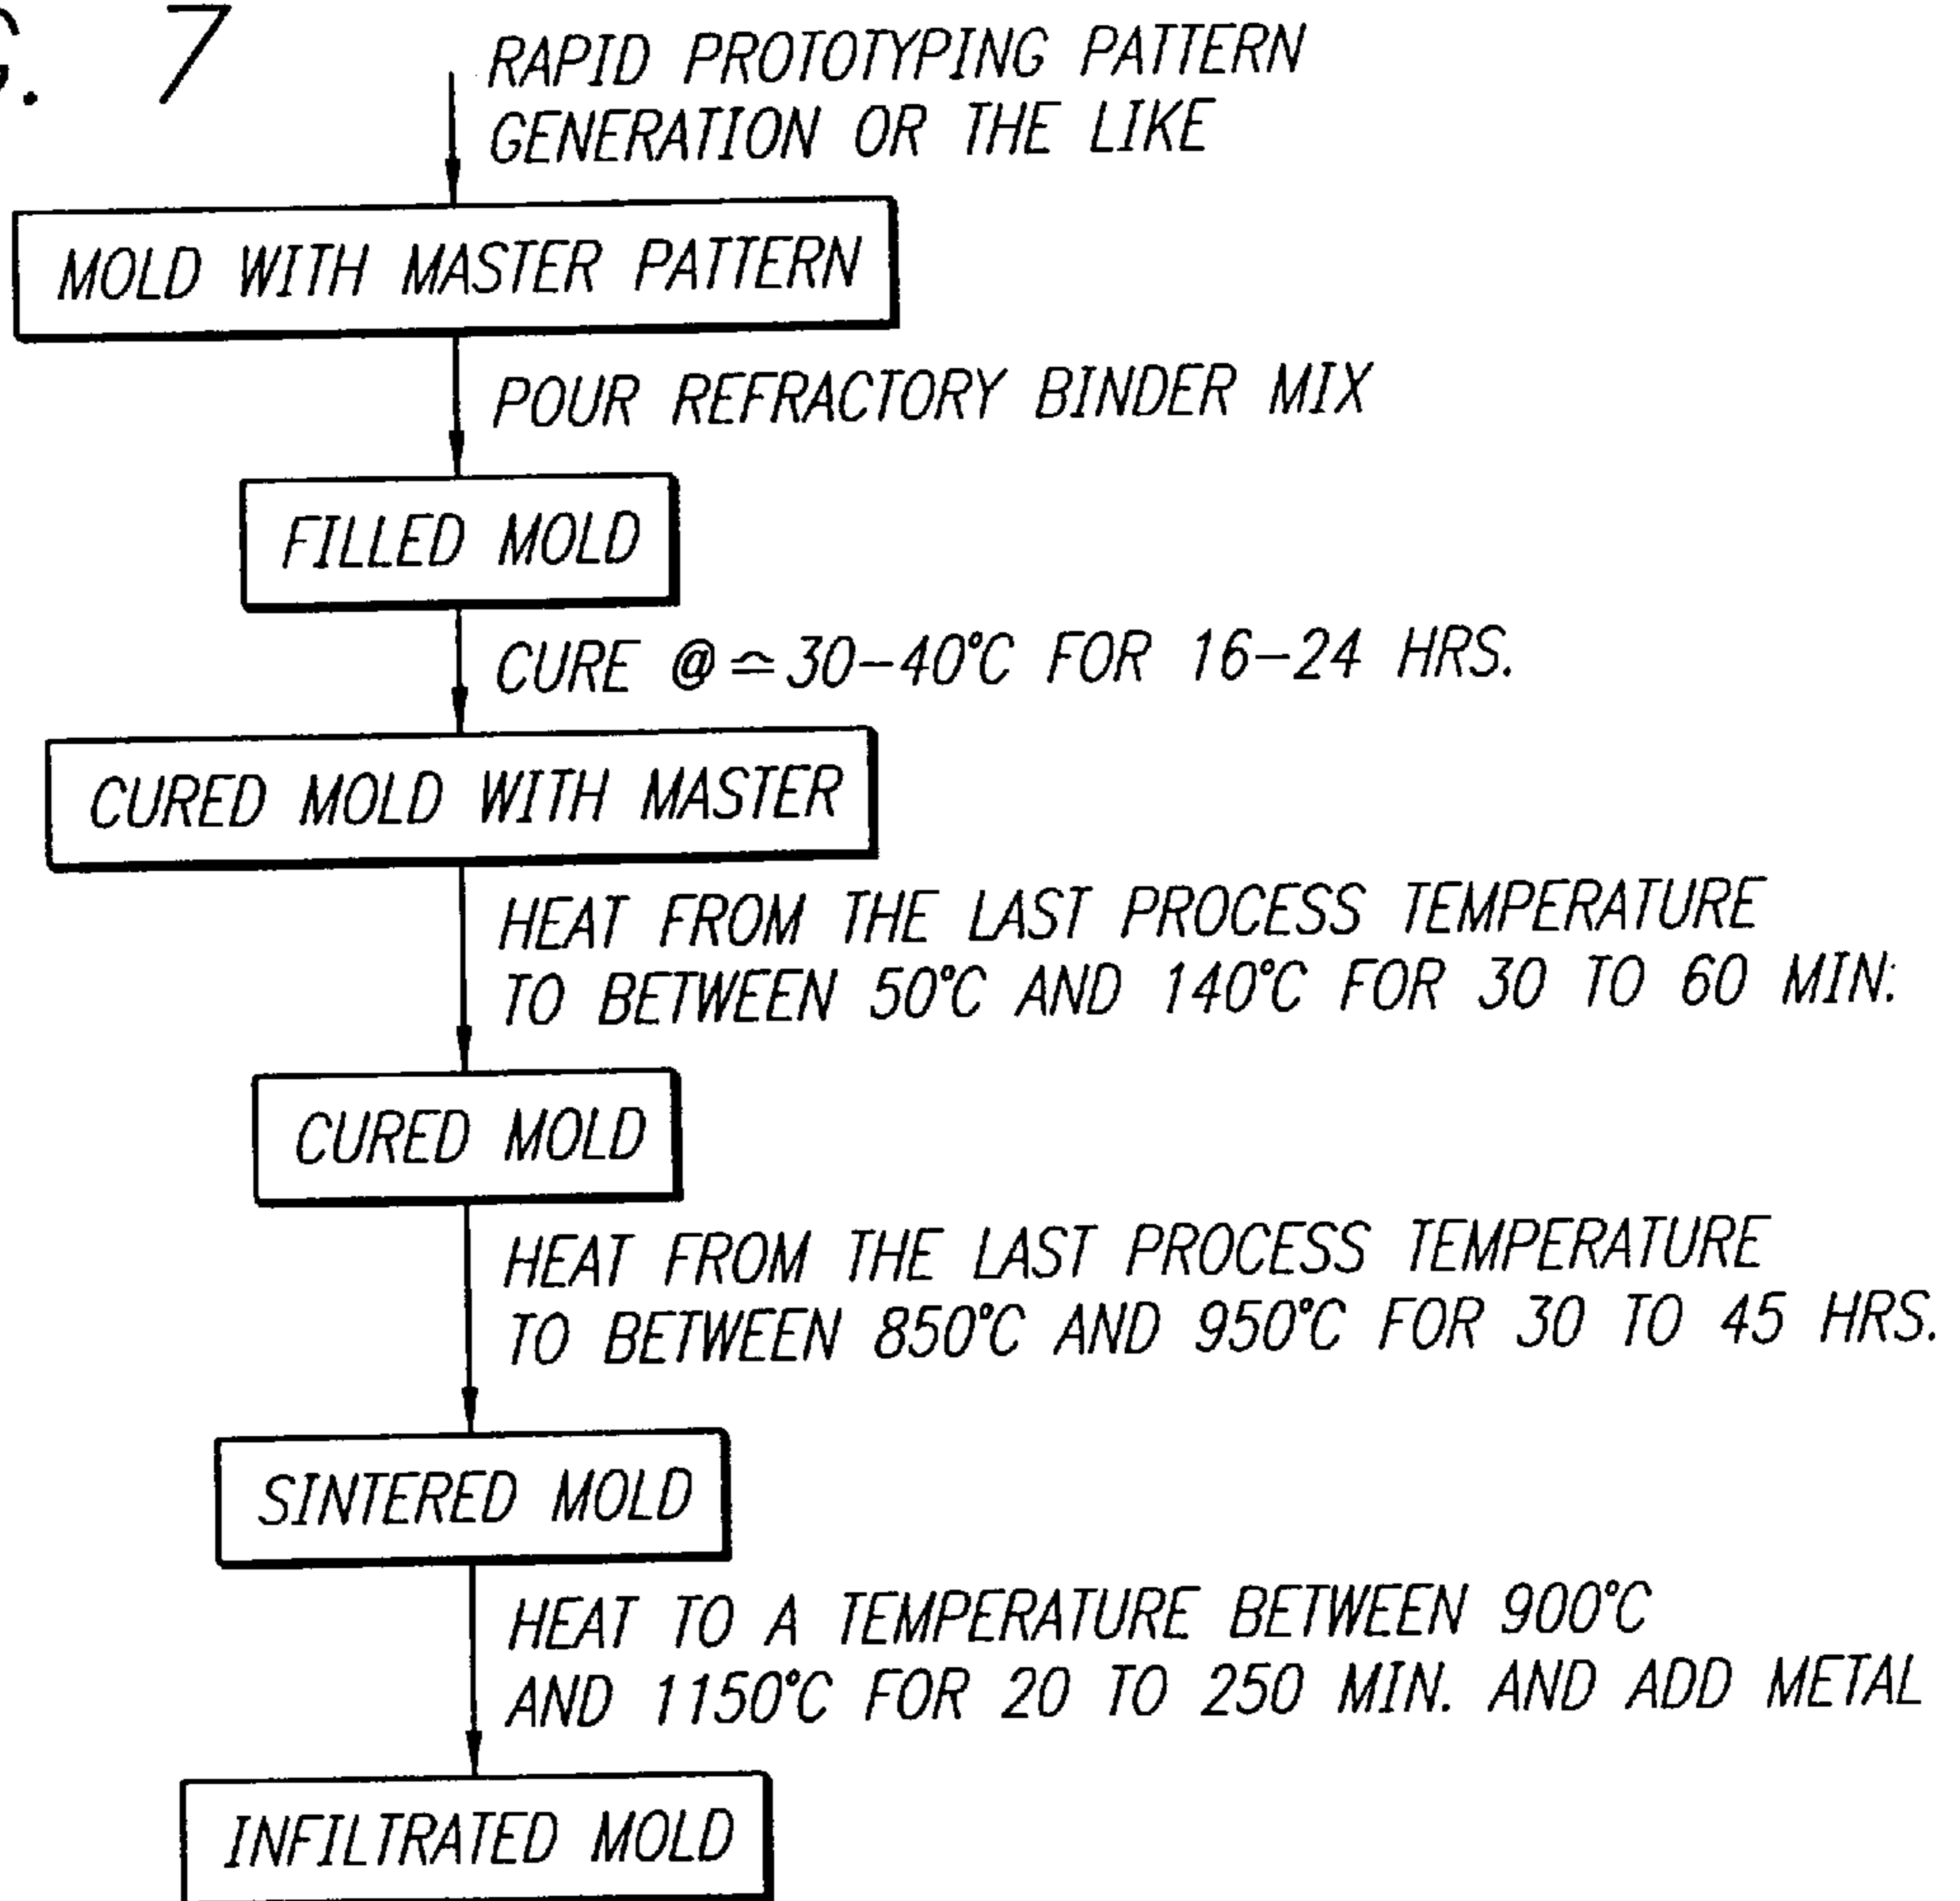 G. 7
RAPID PROTOTYPING PATTERN
GENERATION OR THE LIKE
MOLD WITH MASTER PATTERN
POUR REFRACTORY BINDER MIX
FILLED MOLD
CURE @≏30-40°C FOR 16-24 HRS.
CURED MOLD WITH MASTER
HEAT FROM THE LAST PROCESS TEMPERATURE
TO BETWEEN 50°C AND 140°C FOR 30 TO 60 MIN.
CURED MOLD
HEAT FROM THE LAST PROCESS TEMPERATURE
TO BETWEEN 850°C AND 950°C FOR 30 TO 45 HRS.
SINTERED MOLD
HEAT TO A TEMPERATURE BETWEEN 900°C
AND 1150°C FOR 20 TO 250 MIN. AND ADD METAL
INFILTRATED MOLD